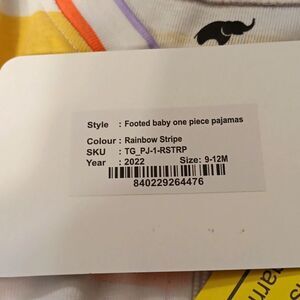 Style : Footed baby one piece pajamas
Colour : Rainbow Stripe
SKU : TG_PJ-1-RSTRP
Year : 2022 Size: 9-12M
840229264476